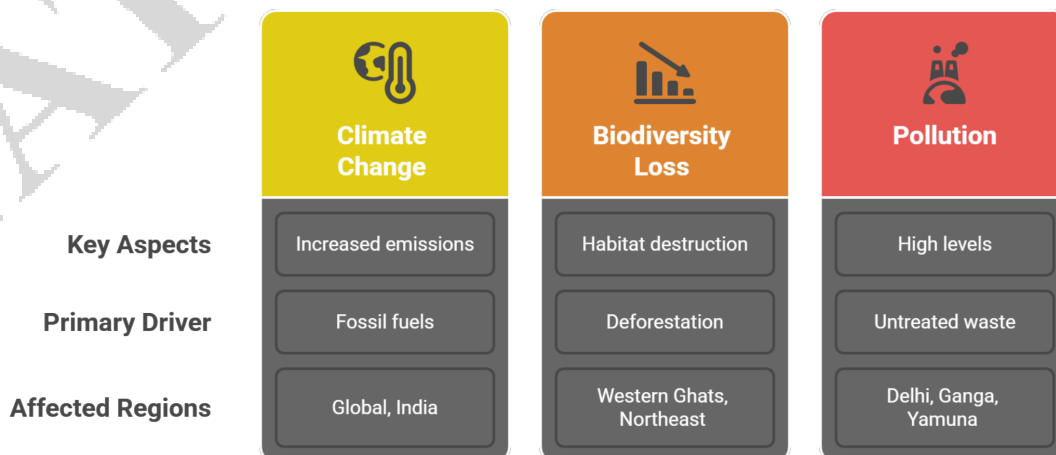 Climate
Change
Biodiversity
Loss
Pollution
Key Aspects
Increased emissions
Habitat destruction
High levels
Primary Driver
Fossil fuels
Deforestation
Untreated waste
Affected Regions
Global, India
Western Ghats,
Northeast
Delhi, Ganga,
Yamuna